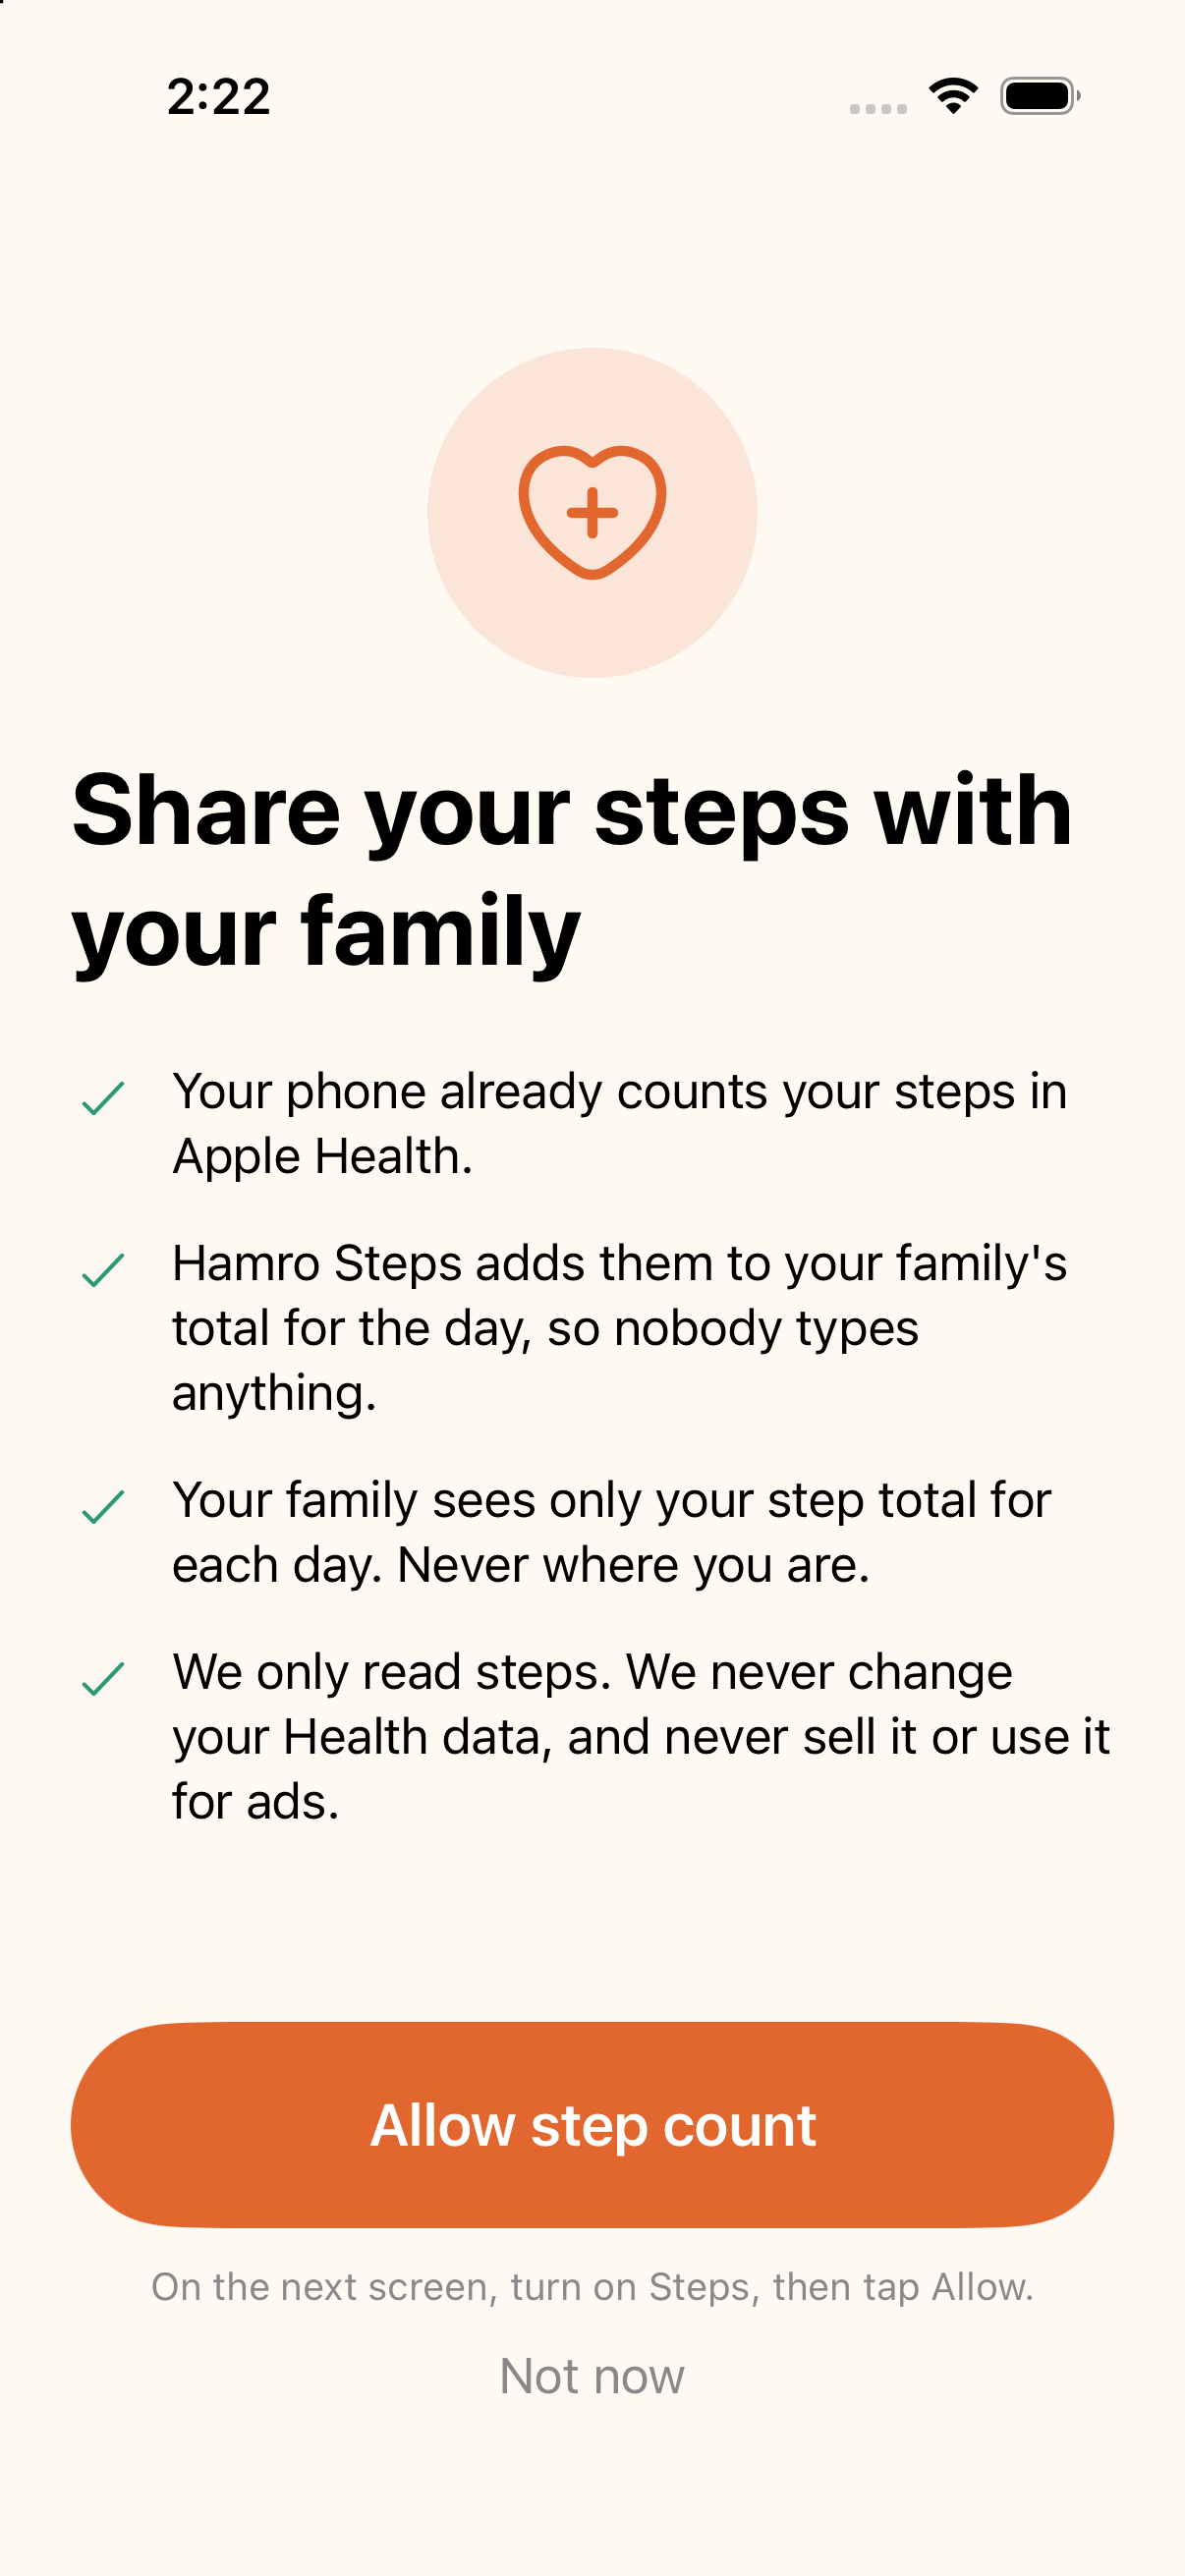 2:22
Share your steps with
your family
Your phone already counts your steps in
Apple Health.
Hamro Steps adds them to your family's
total for the day, so nobody types
anything.
Your family sees only your step total for
each day. Never where you are.
We only read steps. We never change
your Health data, and never sell it or use it
for ads.
Allow step count
On the next screen, turn on Steps, then tap Allow.
Not now